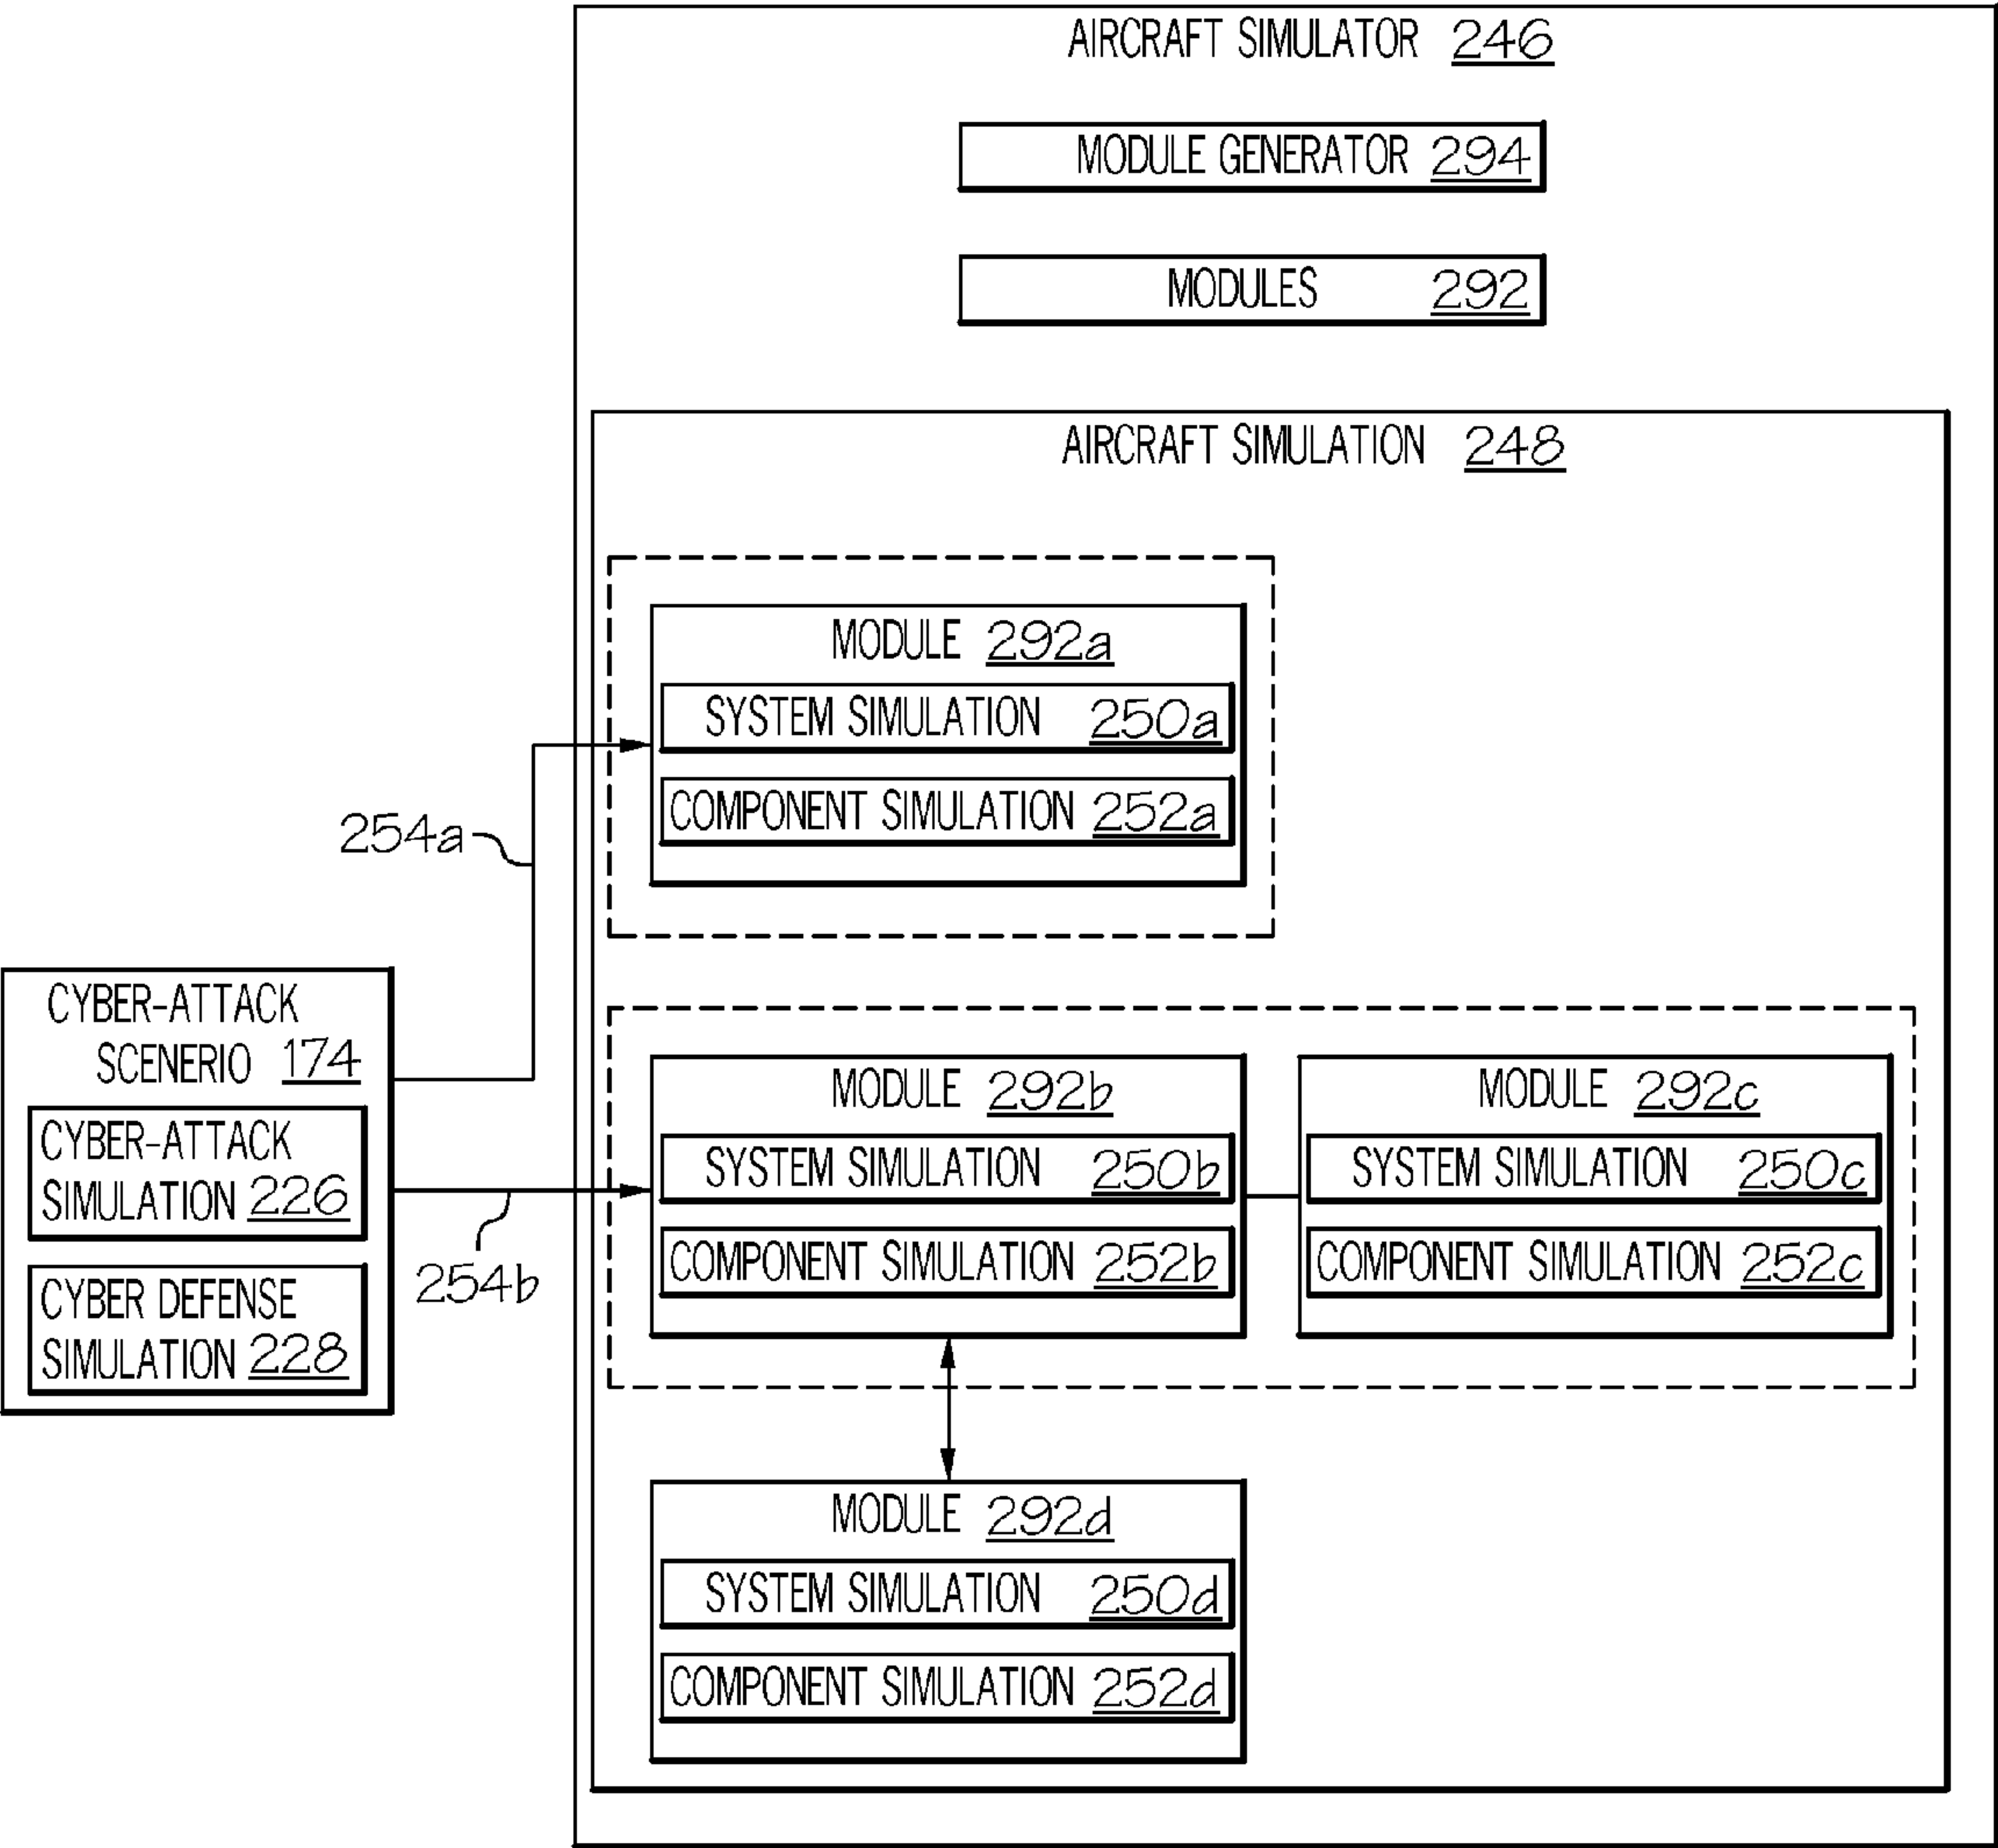 AIRCRAFT SIMULATOR 246
MODULE GENERATOR 294
MODULES 292
AIRCRAFT SIMULATION 248
MODULE 292a
SYSTEM SIMULATION 250a
COMPONENT SIMULATION 252a
254a
CYBER-ATTACK
SCENERIO 174
CYBER-ATTACK
SIMULATION 226
CYBER DEFENSE
SIMULATION 228
254b
MODULE 292b
SYSTEM SIMULATION 250b
COMPONENT SIMULATION 252b
MODULE 292c
SYSTEM SIMULATION 250c
COMPONENT SIMULATION 252c
MODULE 292d
SYSTEM SIMULATION 250d
COMPONENT SIMULATION 252d